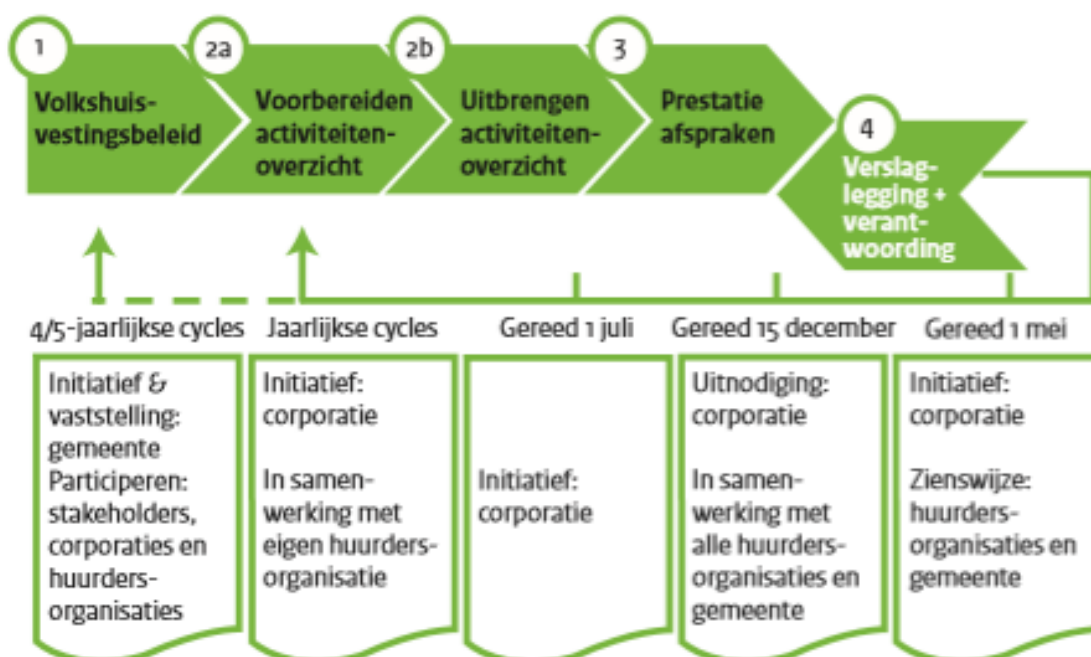 1
Volkshuis-
vestingsbeleid
2a
Voorbereiden
activiteiten-
overzicht
2b
Uitbrengen
activiteiten-
overzicht
3
Prestatie
afspraken
4
Verslag-
legging +
verant-
woording
4/5-jaarlijkse cycles
Initiatief &
vaststelling:
gemeente
Participeren:
stakeholders,
corporaties en
huurders-
organisaties
Jaarlijkse cycles
Initiatief:
corporatie
In samen-
werking met
eigen huurders-
organisatie
Gereed 1 juli
Initiatief:
corporatie
Gereed 15 december
Uitnodiging:
corporatie
In samen-
werking met
alle huurders-
organisaties en
gemeente
Gereed 1 mei
Initiatief:
corporatie
Zienswijze:
huurders-
organisaties en
gemeente